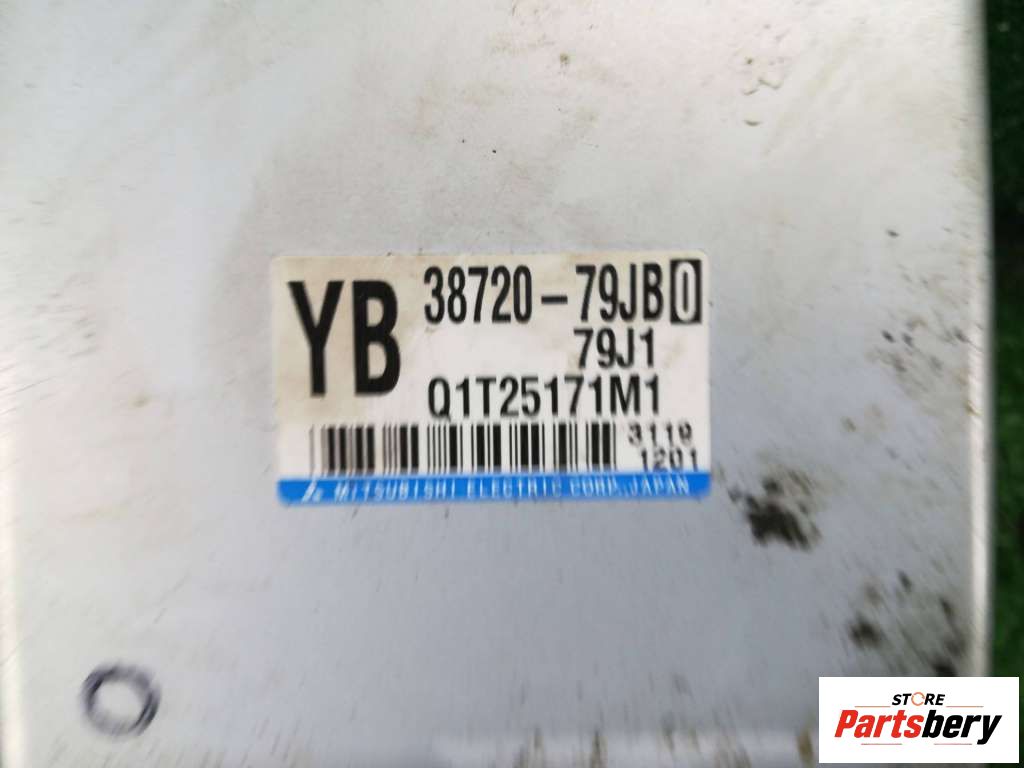 YB
38720-79JB0
79J1
Q1T25171M1
3119
1201
MITSUBISHI ELECTRIC CORP., JAPAN
STORE
Partsbery